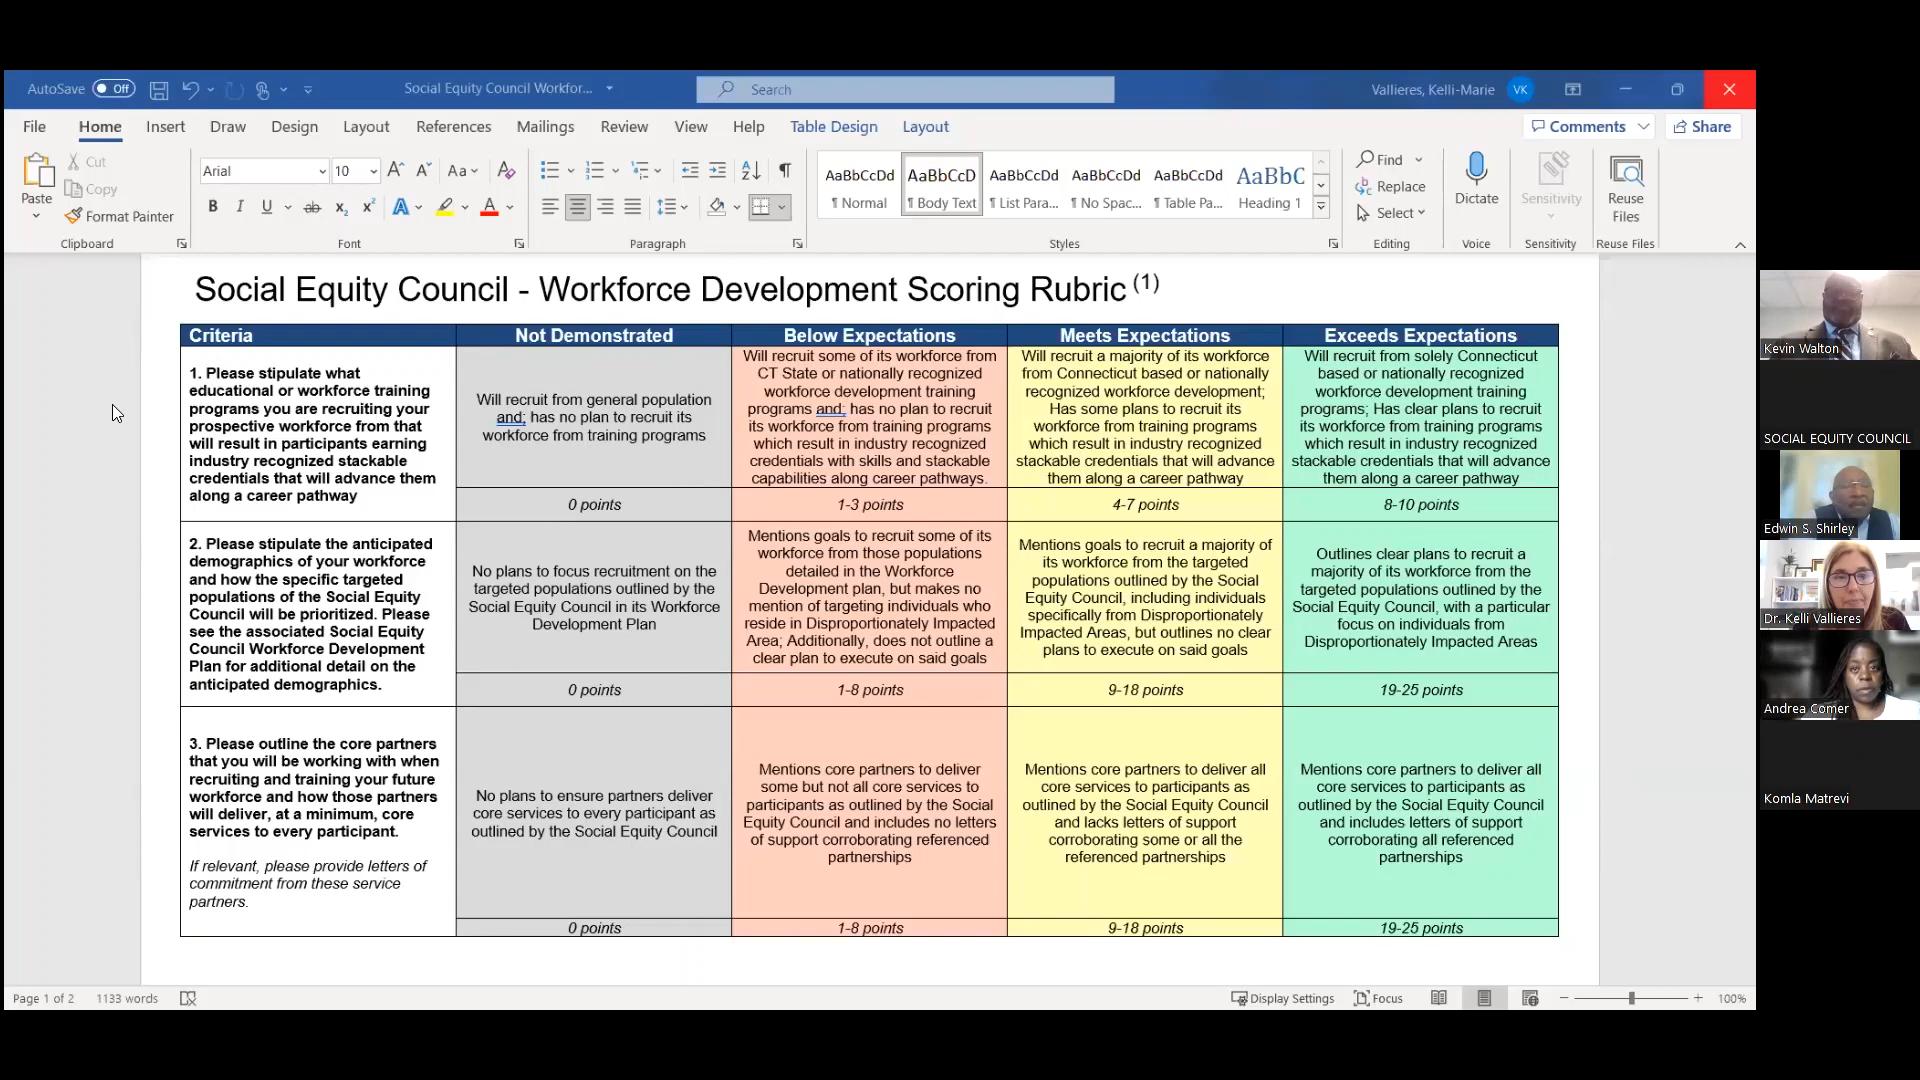 AutoSave Off Social Equity Council Workfor... Search Vallieres, Kelli-Marie VK
File Home Insert Draw Design Layout References Mailings Review View Help Table Design Layout Comments Share
Paste
Cut
Copy
Format Painter
Clipboard
Arial 10 Aa
B I U ab x₂ x² A A
Font
Paragraph
AaBbCcDd AaBbCcD AaBbCcDd AaBbCcDd AaBbCcDd AaBbC
¶ Normal ¶ Body Text ¶ List Para... ¶ No Spac... ¶ Table Pa... Heading 1
Styles
Find
Replace
Select
Editing
Dictate
Voice
Sensitivity
Sensitivity
Reuse
Files
Reuse Files
Social Equity Council - Workforce Development Scoring Rubric (1)
Criteria Not Demonstrated Below Expectations Meets Expectations Exceeds Expectations
1. Please stipulate what
educational or workforce training
programs you are recruiting your
prospective workforce from that
will result in participants earning
industry recognized stackable
credentials that will advance them
along a career pathway
Will recruit from general population
and; has no plan to recruit its
workforce from training programs
Will recruit some of its workforce from
CT State or nationally recognized
workforce development training
programs and; has no plan to recruit
its workforce from training programs
which result in industry recognized
credentials with skills and stackable
capabilities along career pathways.
Will recruit a majority of its workforce
from Connecticut based or nationally
recognized workforce development;
Has some plans to recruit its
workforce from training programs
which result in industry recognized
stackable credentials that will advance
them along a career pathway
Will recruit from solely Connecticut
based or nationally recognized
workforce development training
programs; Has clear plans to recruit
its workforce from training programs
which result in industry recognized
stackable credentials that will advance
them along a career pathway
0 points 1-3 points 4-7 points 8-10 points
2. Please stipulate the anticipated
demographics of your workforce
and how the specific targeted
populations of the Social Equity
Council will be prioritized. Please
see the associated Social Equity
Council Workforce Development
Plan for additional detail on the
anticipated demographics.
No plans to focus recruitment on the
targeted populations outlined by the
Social Equity Council in its Workforce
Development Plan
Mentions goals to recruit some of its
workforce from those populations
detailed in the Workforce
Development plan, but makes no
mention of targeting individuals who
reside in Disproportionately Impacted
Area; Additionally, does not outline a
clear plan to execute on said goals
Mentions goals to recruit a majority of
its workforce from the targeted
populations outlined by the Social
Equity Council, including individuals
specifically from Disproportionately
Impacted Areas, but outlines no clear
plans to execute on said goals
Outlines clear plans to recruit a
majority of its workforce from the
targeted populations outlined by the
Social Equity Council, with a particular
focus on individuals from
Disproportionately Impacted Areas
0 points 1-8 points 9-18 points 19-25 points
3. Please outline the core partners
that you will be working with when
recruiting and training your future
workforce and how those partners
will deliver, at a minimum, core
services to every participant.
If relevant, please provide letters of
commitment from these service
partners.
No plans to ensure partners deliver
core services to every participant as
outlined by the Social Equity Council
Mentions core partners to deliver
some but not all core services to
participants as outlined by the Social
Equity Council and includes no letters
of support corroborating referenced
partnerships
Mentions core partners to deliver all
core services to participants as
outlined by the Social Equity Council
and lacks letters of support
corroborating some or all the
referenced partnerships
Mentions core partners to deliver all
core services to participants as
outlined by the Social Equity Council
and includes letters of support
corroborating all referenced
partnerships
0 points 1-8 points 9-18 points 19-25 points
Page 1 of 2 1133 words Display Settings Focus 100%
Kevin Walton
SOCIAL EQUITY COUNCIL
Edwin S. Shirley
Dr. Kelli Vallieres
Andrea Comer
Komla Matrevi